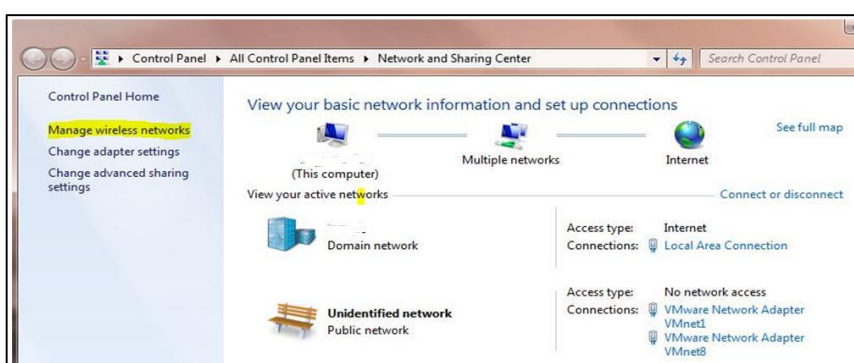 Control Panel ▸ All Control Panel Items ▸ Network and Sharing Center
Search Control Panel
Control Panel Home
Manage wireless networks
Change adapter settings
Change advanced sharing
settings
View your basic network information and set up connections
See full map
(This computer)
Multiple networks
Internet
View your active networks
Connect or disconnect
Domain network
Access type: Internet
Connections: Local Area Connection
Unidentified network
Public network
Access type: No network access
Connections: VMware Network Adapter
VMnet1
VMware Network Adapter
VMnet8